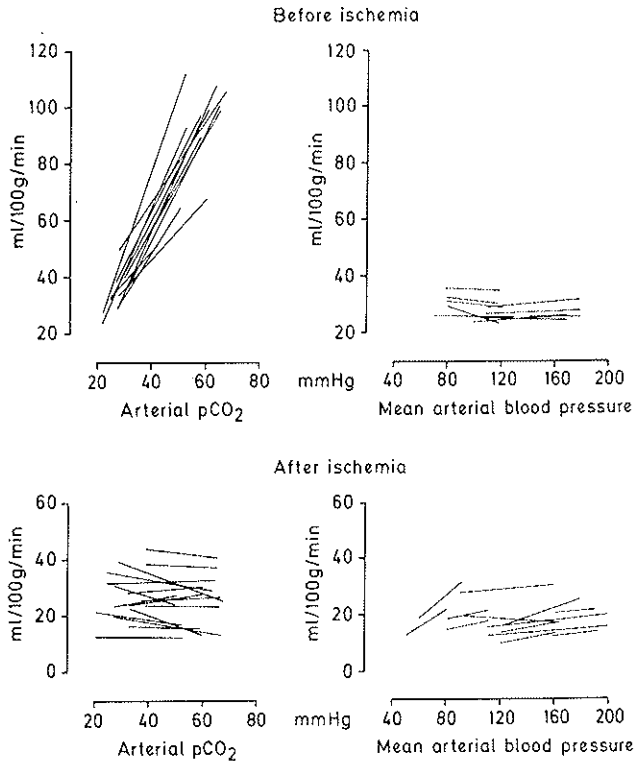 Before ischemia
120
100
80
60
40
20
ml/100g/min
20 40 60 80
Arterial pCO₂
mmHg
120
100
80
60
40
20
ml/100g/min
40 80 120 160 200
Mean arterial blood pressure
After ischemia
60
40
20
0
ml/100g/min
20 40 60 80
Arterial pCO₂
mmHg
60
40
20
0
ml/100g/min
40 80 120 160 200
Mean arterial blood pressure